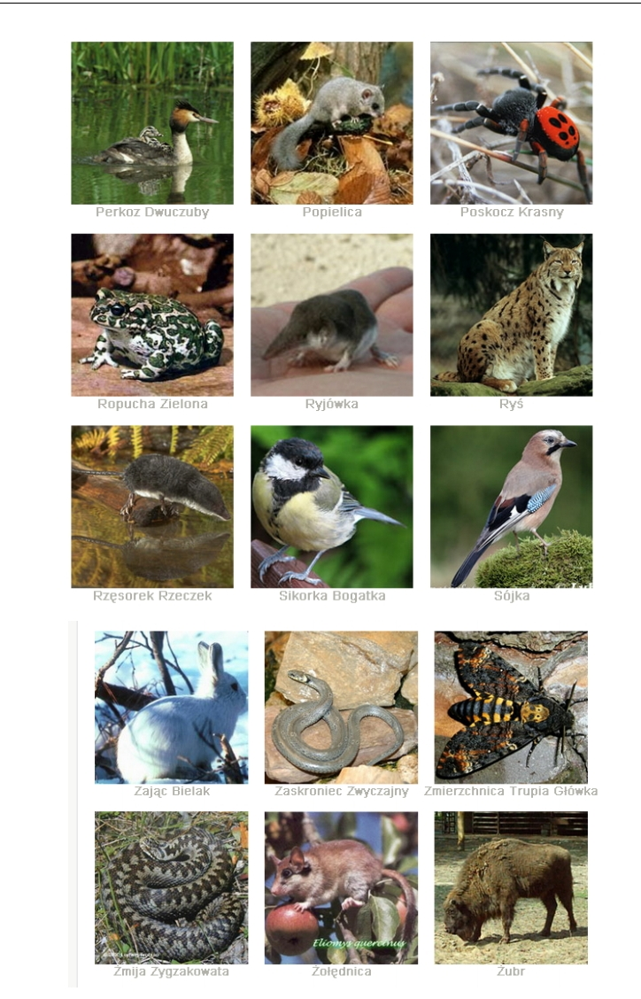 Perkoz Dwuczuby
Popielica
Poskocz Krasny
Ropucha Zielona
Ryjówka
Ryś
Rzęsorek Rzeczek
Sikorka Bogatka
Sójka
Zając Bielak
Zaskroniec Zwyczajny
Zmierzchnica Trupia Główka
Eliomys quercinus
Żmija Zygzakowata
Żołędnica
Żubr